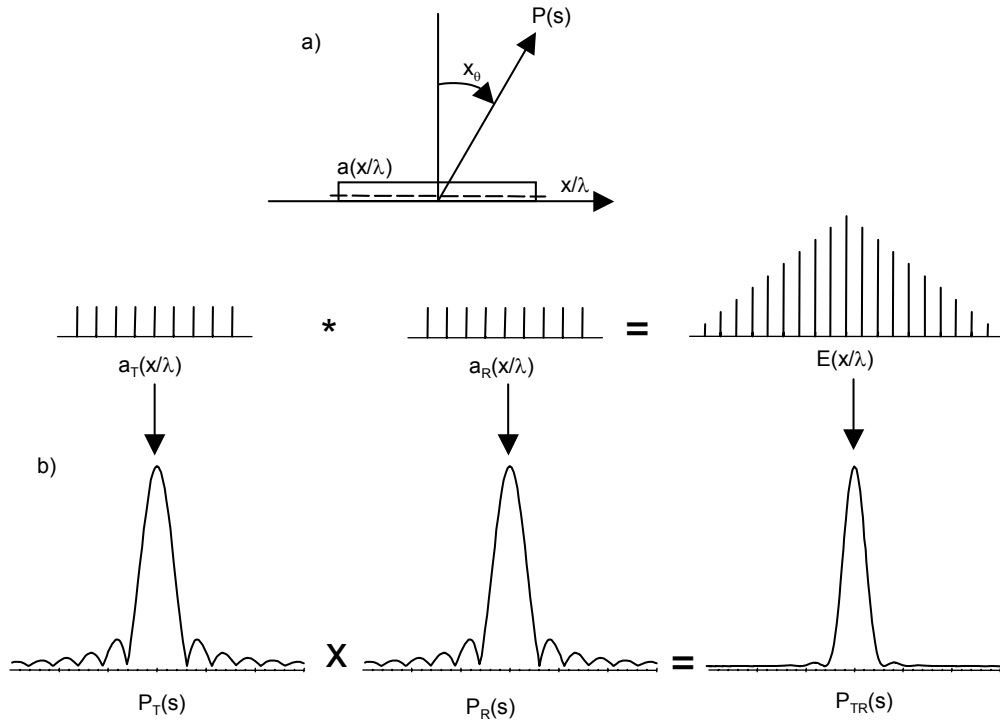 P(s)
a)
xθ
a(x/λ)
x/λ
* =
aT(x/λ)
aR(x/λ)
E(x/λ)
b)
X =
PT(s)
PR(s)
PTR(s)